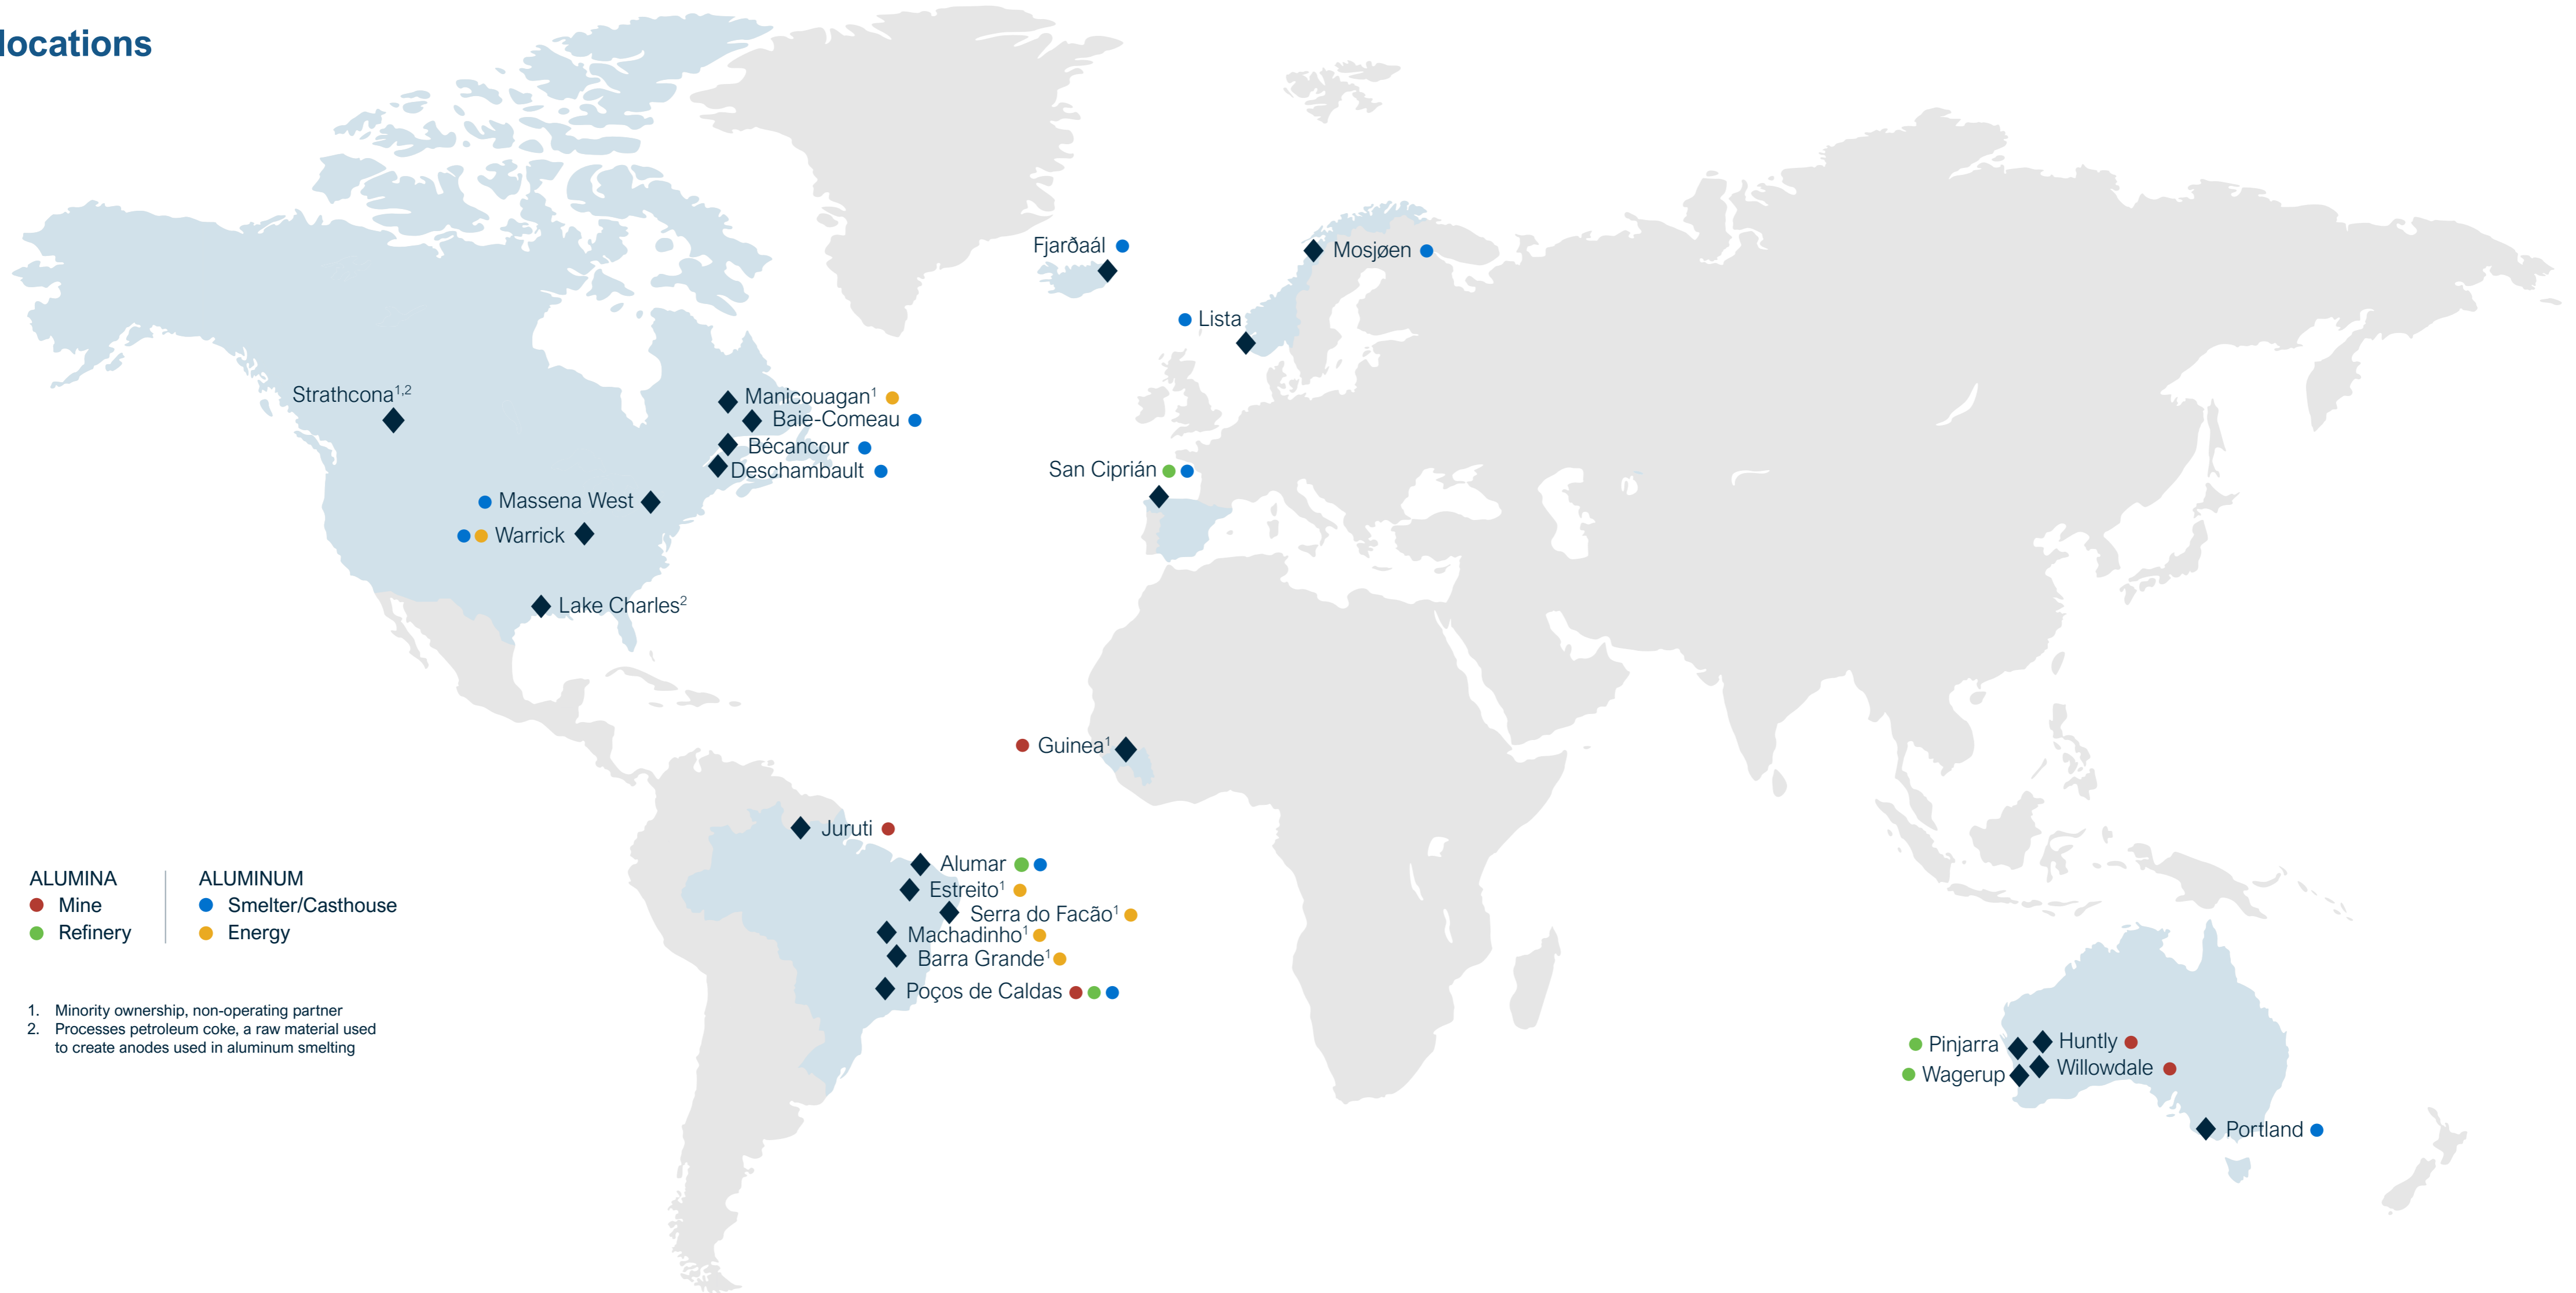 locations
Fjarðaál
Mosjøen
Lista
Strathcona1,2
Manicouagan1
Baie-Comeau
Bécancour
Deschambault
San Ciprián
Massena West
Warrick
Lake Charles2
Guinea1
Juruti
Alumar
Estreito1
Serra do Facão1
Machadinho1
Barra Grande1
Poços de Caldas
ALUMINA
Mine
Refinery
ALUMINUM
Smelter/Casthouse
Energy
1. Minority ownership, non-operating partner
2. Processes petroleum coke, a raw material used
to create anodes used in aluminum smelting
Pinjarra
Huntly
Wagerup
Willowdale
Portland